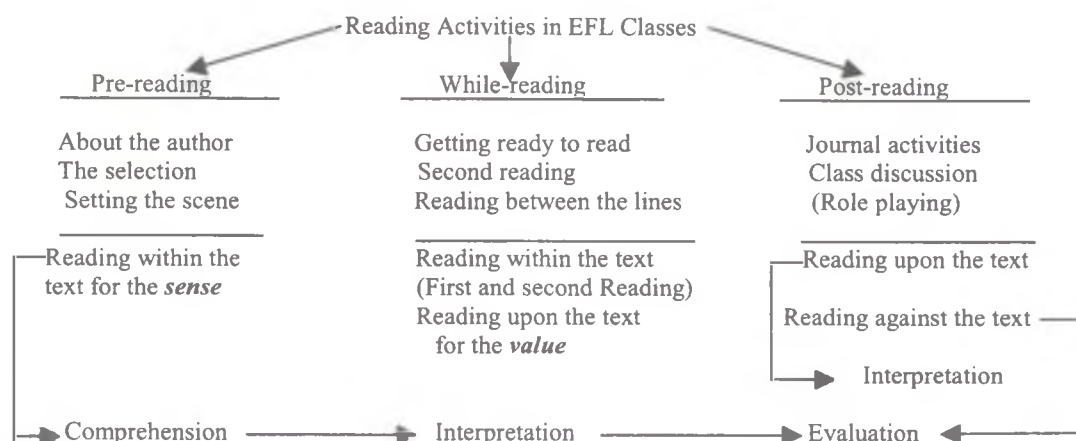 Reading Activities in EFL Classes
Pre-reading
About the author
The selection
Setting the scene
Reading within the
text for the sense
While-reading
Getting ready to read
Second reading
Reading between the lines
Reading within the text
(First and second Reading)
Reading upon the text
for the value
Post-reading
Journal activities
Class discussion
(Role playing)
Reading upon the text
Reading against the text
Interpretation
Comprehension
Interpretation
Evaluation